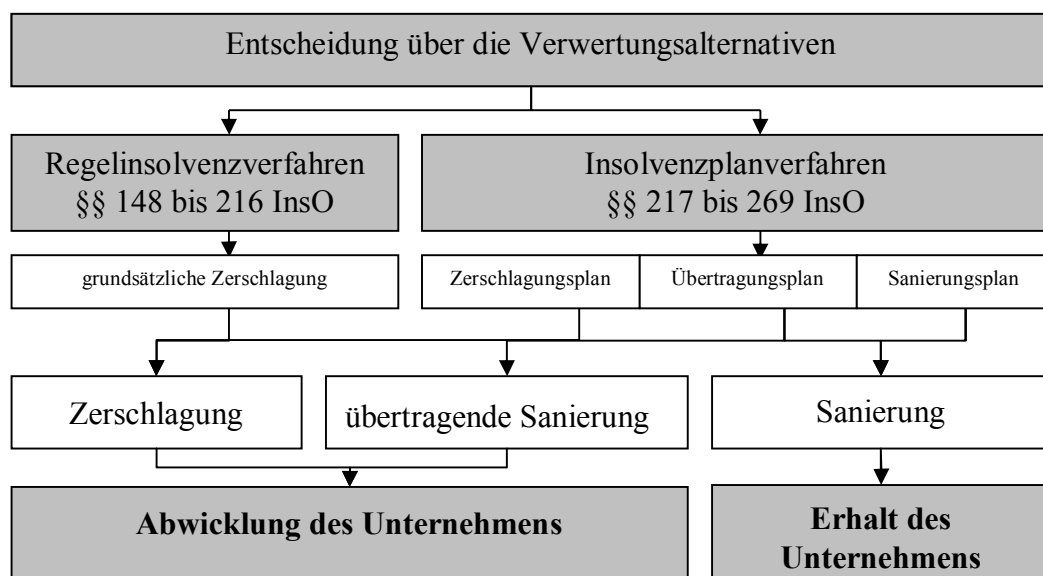 Entscheidung über die Verwertungsalternativen
Regelinsolvenzverfahren
§§ 148 bis 216 InsO
Insolvenzplanverfahren
§§ 217 bis 269 InsO
grundsätzliche Zerschlagung
Zerschlagungsplan
Übertragungsplan
Sanierungsplan
Zerschlagung
übertragende Sanierung
Sanierung
Abwicklung des Unternehmens
Erhalt des
Unternehmens